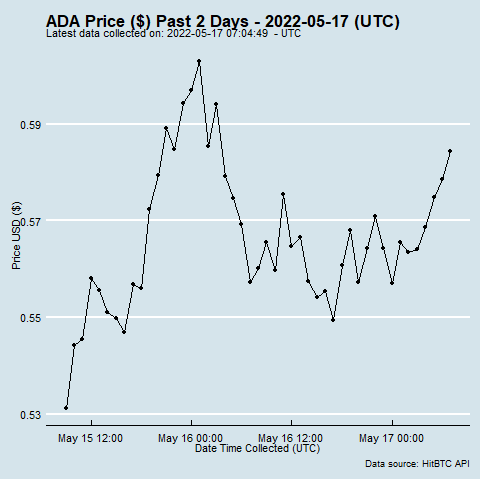 ADA Price ($) Past 2 Days - 2022-05-17 (UTC)
Latest data collected on: 2022-05-17 07:04:49  - UTC
Price USD ($)
0.59
0.57
0.55
0.53
May 15 12:00
May 16 00:00
May 16 12:00
May 17 00:00
Date Time Collected (UTC)
Data source: HitBTC API